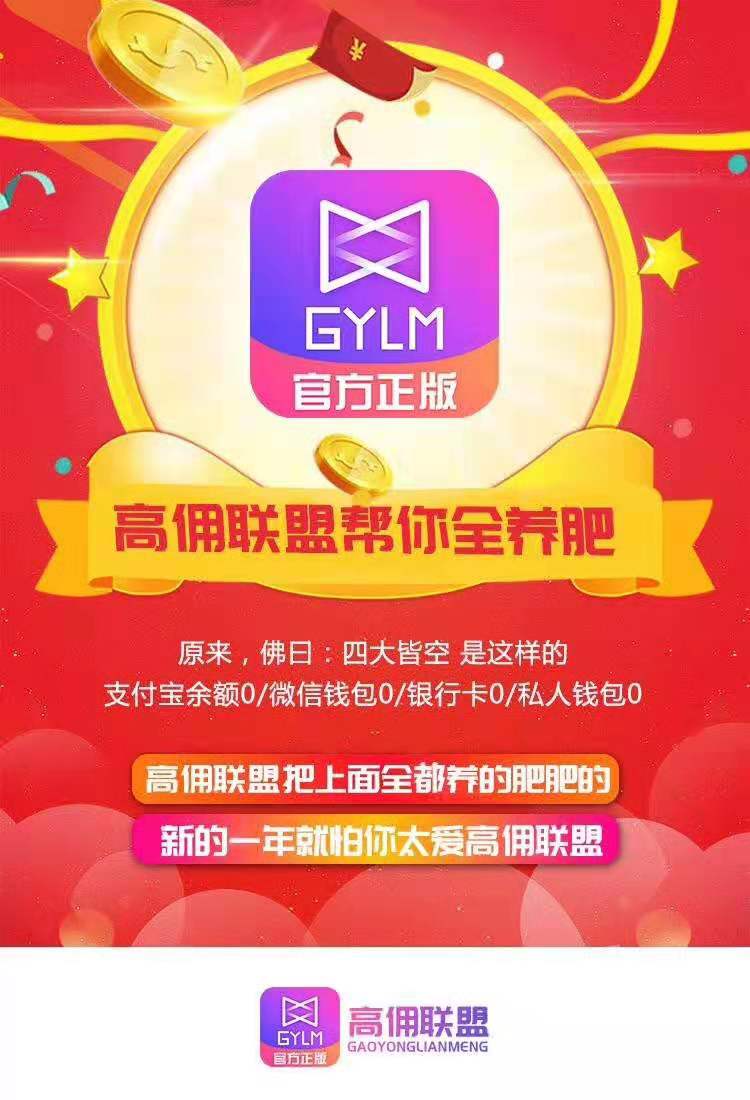 ¥
GYLM
官方正版
高佣联盟帮你全养肥
原来，佛曰：四大皆空 是这样的
支付宝余额0/微信钱包0/银行卡0/私人钱包0
高佣联盟把上面全都养的肥肥的
新的一年就怕你太爱高佣联盟
GYLM
官方正版
高佣联盟
GAOYONGLIANMENG